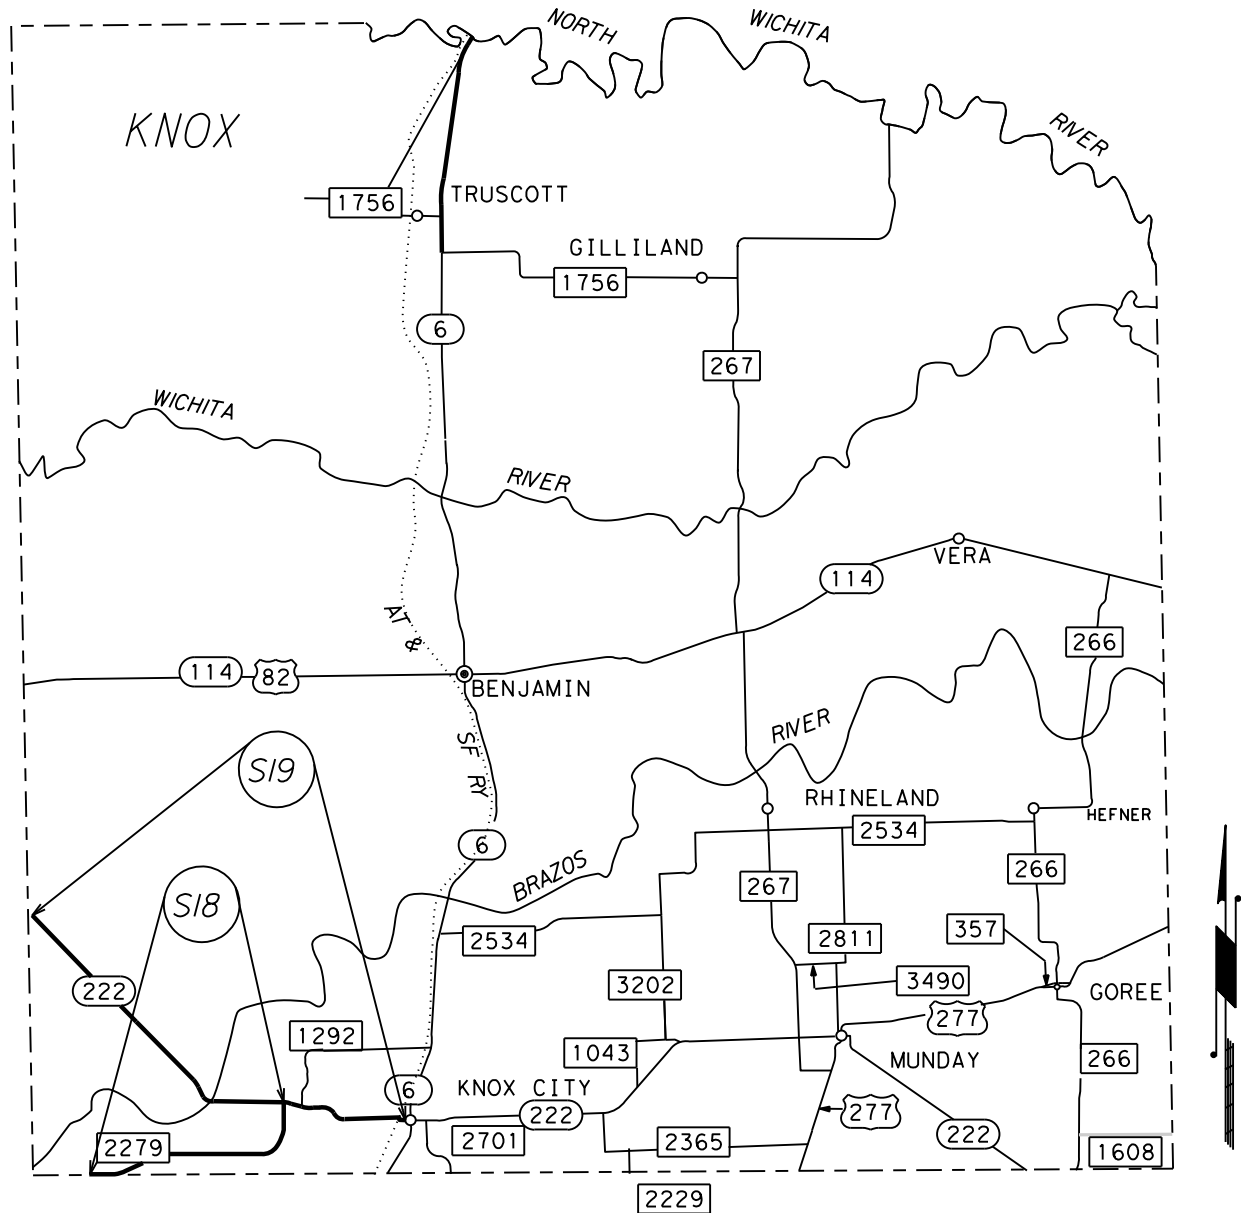 NORTH
WICHITA
KNOX
RIVER
1756
TRUSCOTT
GILLILAND
1756
6
267
WICHITA
RIVER
VERA
114
AT &
266
114
82
BENJAMIN
RIVER
SF RY
S19
RHINELAND
HEFNER
2534
6
BRAZOS
266
267
S18
357
2534
2811
3490
3202
222
GOREE
277
1292
1043
MUNDAY
266
6
KNOX CITY
222
277
222
2279
2701
2365
1608
2229